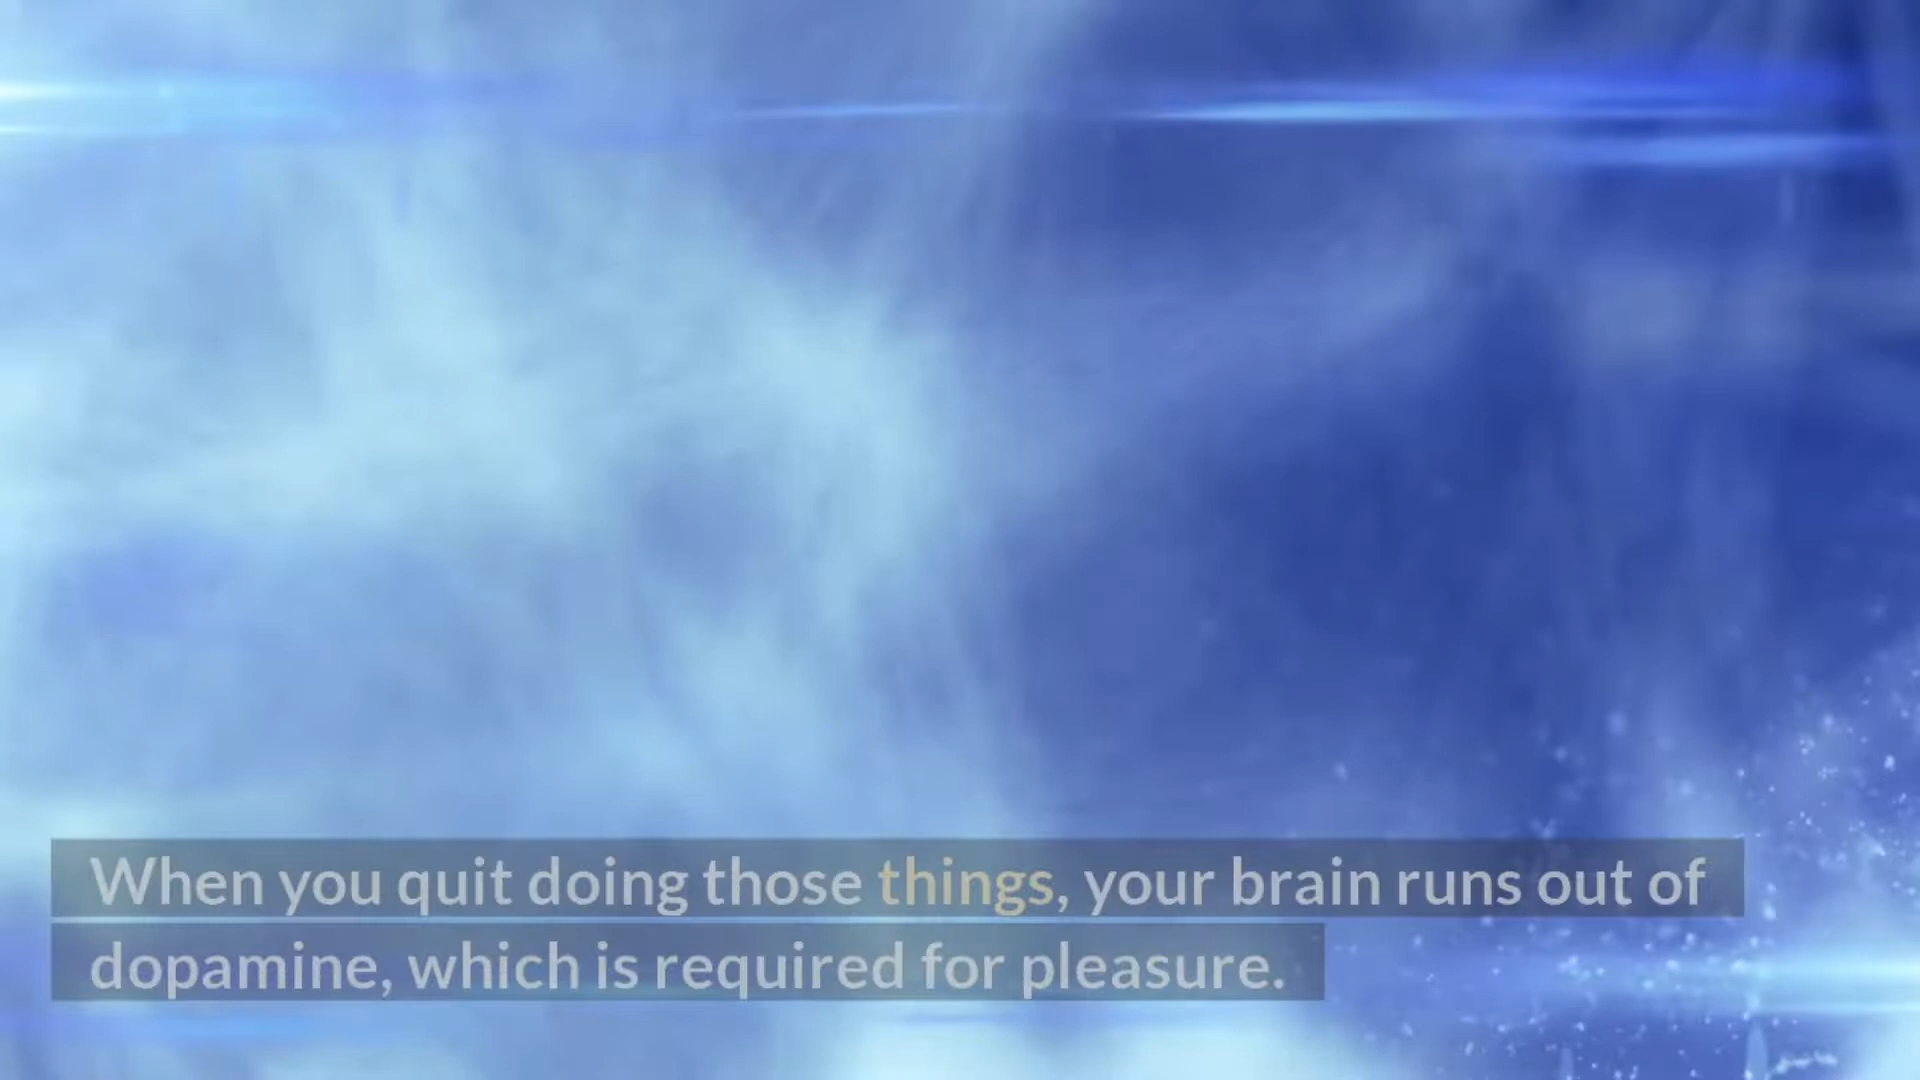 When you quit doing those things, your brain runs out of
dopamine, which is required for pleasure.